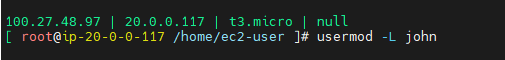 100.27.48.97 | 20.0.0.117 | t3.micro | null
[ root@ip-20-0-0-117 /home/ec2-user ]# usermod -L john